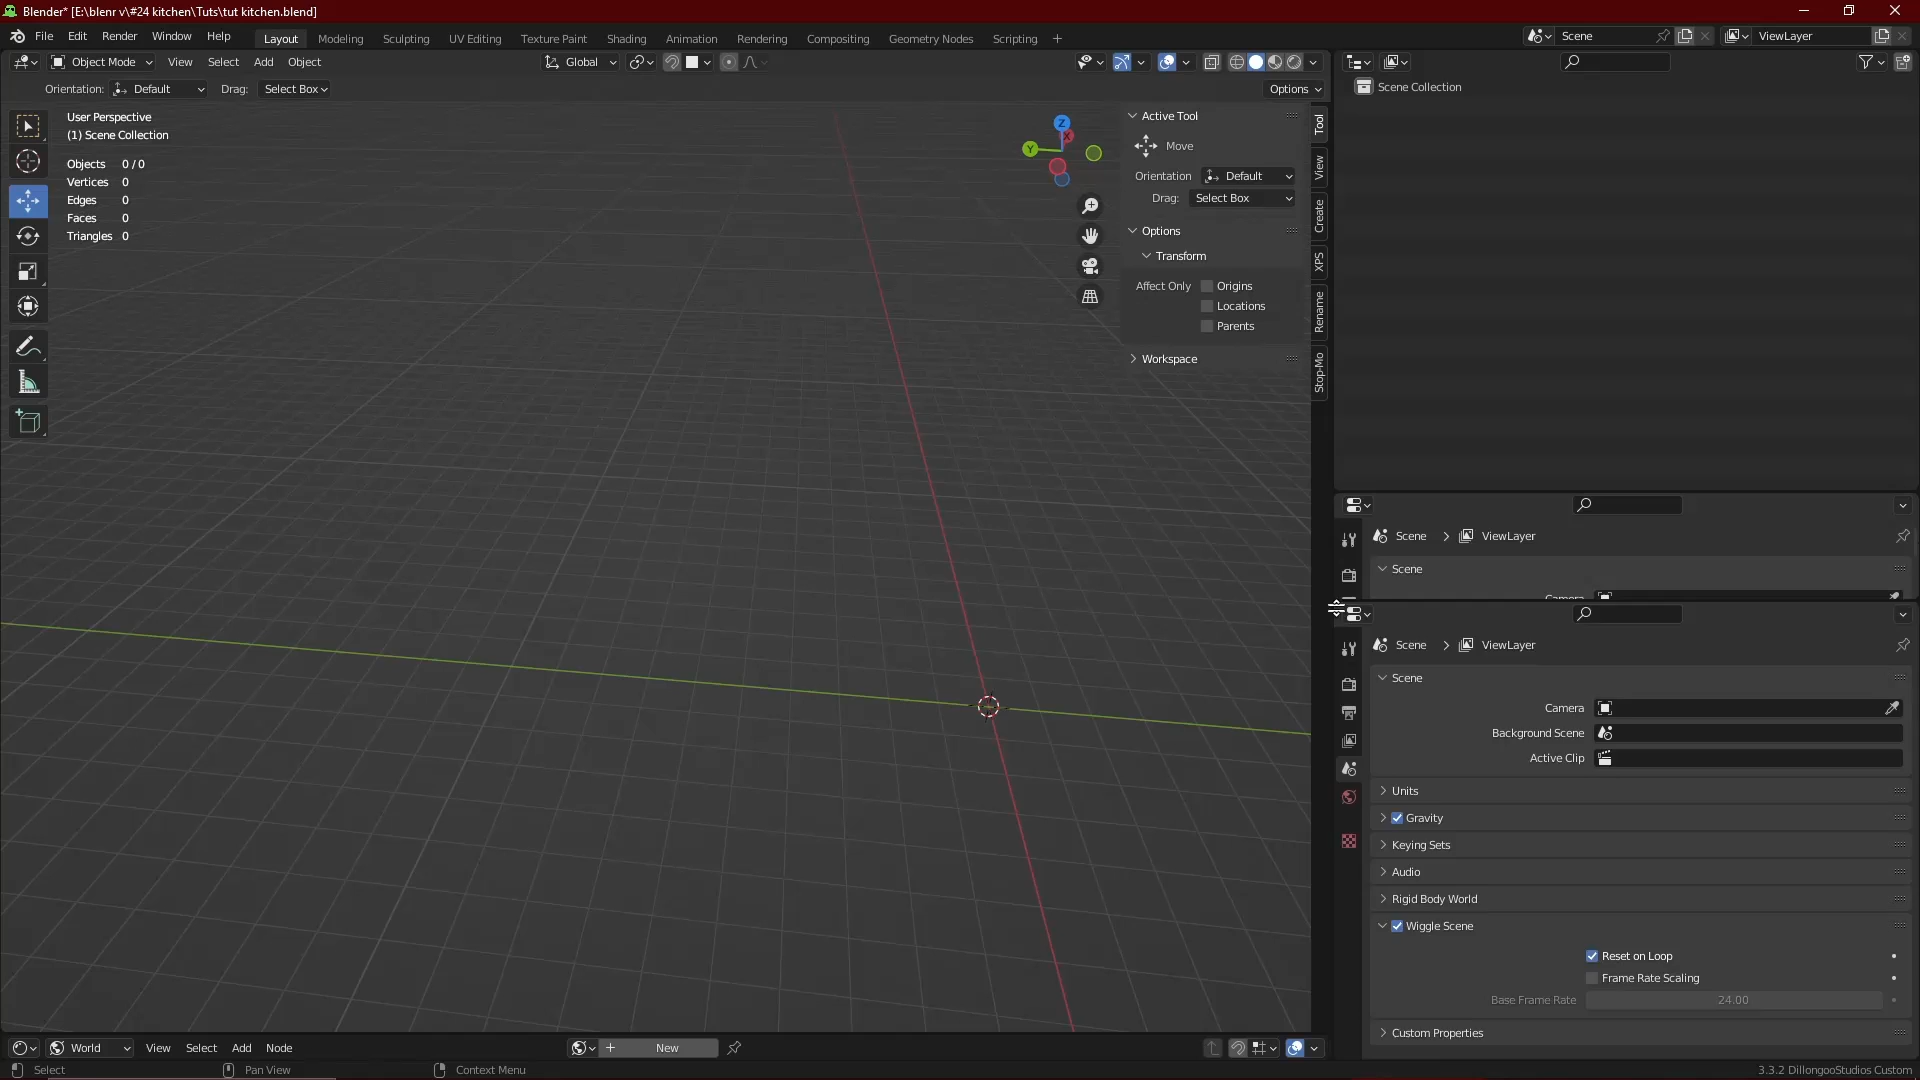 Blender* [E:\blenr v\#24 kitchen\Tuts\tut kitchen.blend]
File Edit Render Window Help Layout Modeling Sculpting UV Editing Texture Paint Shading Animation Rendering Compositing Geometry Nodes Scripting + Scene ViewLayer
Object Mode View Select Add Object Global
Orientation: Default Drag: Select Box Options
User Perspective
(1) Scene Collection
Objects 0 / 0
Vertices 0
Edges 0
Faces 0
Triangles 0
Z
X
Y
Active Tool
Move
Orientation Default
Drag: Select Box
Options
Transform
Affect Only Origins
Locations
Parents
Workspace
Tool
View
Create
XPS
Rename
Stop-Mo
Scene Collection
Scene > ViewLayer
Scene
Camera
Scene > ViewLayer
Scene
Camera
Background Scene
Active Clip
Units
Gravity
Keying Sets
Audio
Rigid Body World
Wiggle Scene
Reset on Loop
Frame Rate Scaling
Base Frame Rate 24.00
Custom Properties
World View Select Add Node + New
Select Pan View Context Menu 3.3.2 DillongooStudios Custom